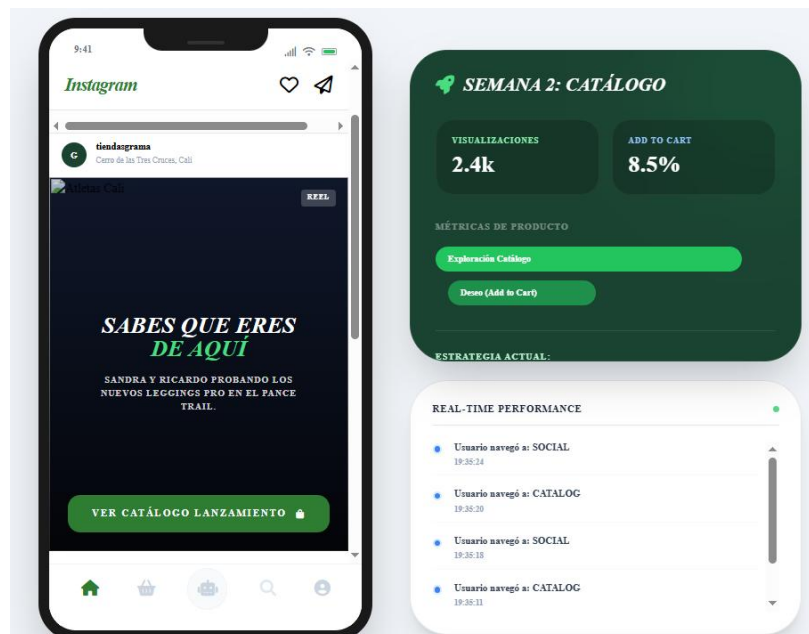 9:41
Instagram
G
tiendasgrama
Cerro de las Tres Cruces, Cali
Atletas Cali
REEL
SABES QUE ERES
DE AQUÍ
SANDRA Y RICARDO PROBANDO LOS
NUEVOS LEGGINGS PRO EN EL PANCE
TRAIL.
VER CATÁLOGO LANZAMIENTO
SEMANA 2: CATÁLOGO
VISUALIZACIONES
2.4k
ADD TO CART
8.5%
MÉTRICAS DE PRODUCTO
Exploración Catálogo
Deseo (Add to Cart)
ESTRATEGIA ACTUAL:
REAL-TIME PERFORMANCE
Usuario navegó a: SOCIAL
19:35:24
Usuario navegó a: CATALOG
19:35:20
Usuario navegó a: SOCIAL
19:35:18
Usuario navegó a: CATALOG
19:35:11